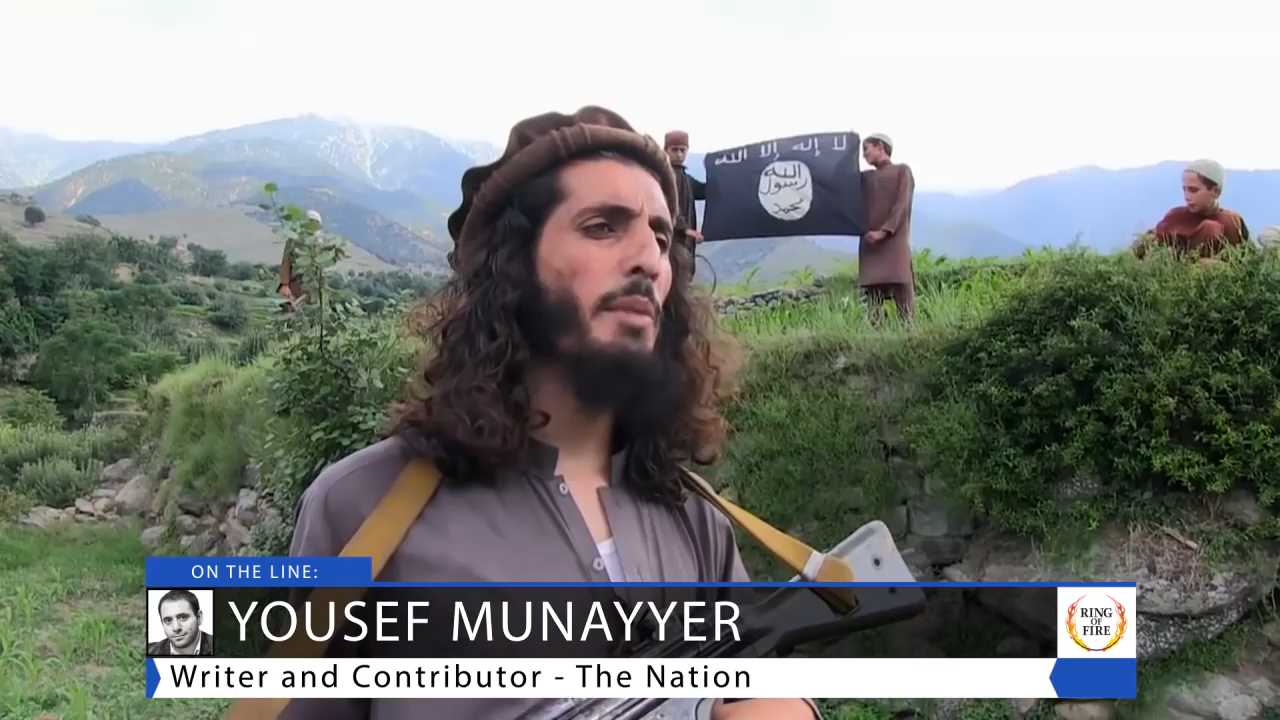 لا إله إلا الله
الله
رسول
محمد
ON THE LINE:
YOUSEF MUNAYYER
RING
OF
FIRE
Writer and Contributor - The Nation